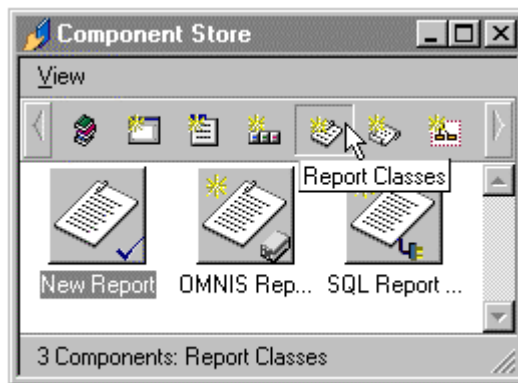 Component Store
View
Report Classes
New Report OMNIS Rep... SQL Report ...
3 Components: Report Classes